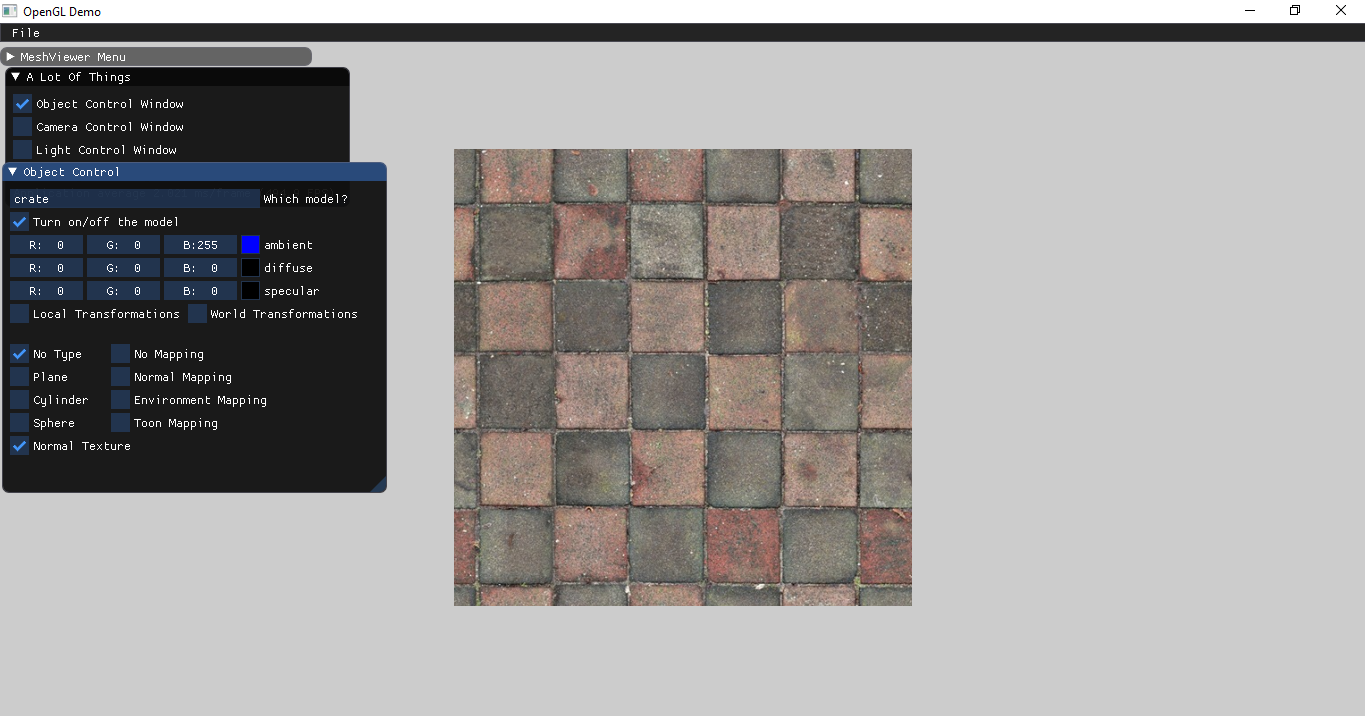 OpenGL Demo
File
MeshViewer Menu
A Lot Of Things
Object Control Window
Camera Control Window
Light Control Window
Object Control
crate Which model?
Turn on/off the model
R: 0 G: 0 B:255 ambient
R: 0 G: 0 B: 0 diffuse
R: 0 G: 0 B: 0 specular
Local Transformations World Transformations
No Type No Mapping
Plane Normal Mapping
Cylinder Environment Mapping
Sphere Toon Mapping
Normal Texture